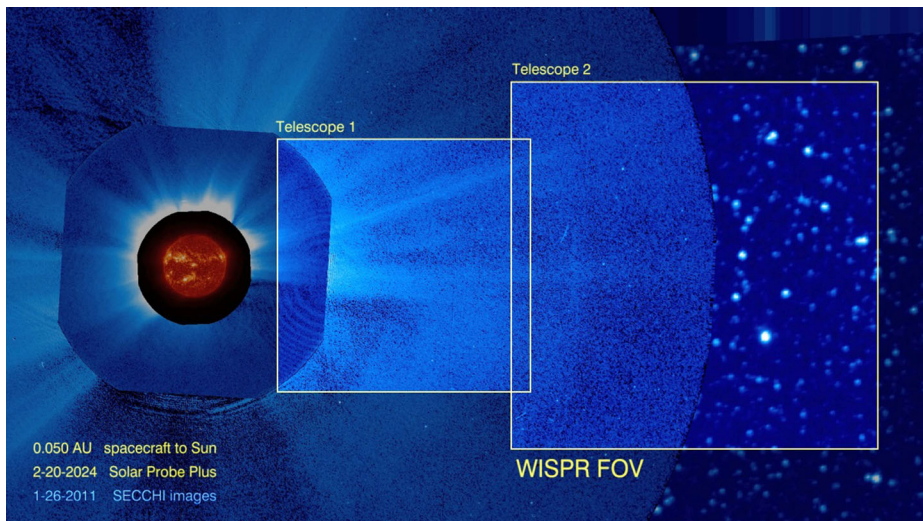 Telescope 2
Telescope 1
0.050 AU spacecraft to Sun
2-20-2024 Solar Probe Plus
1-26-2011 SECCHI images
WISPR FOV